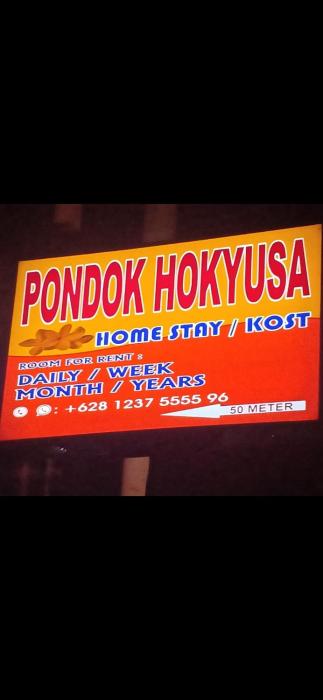 PONDOK HOKYUSA
HOME STAY / KOST
ROOM FOR RENT :
DAILY / WEEK
MONTH / YEARS
: +628 1237 5555 96
50 METER